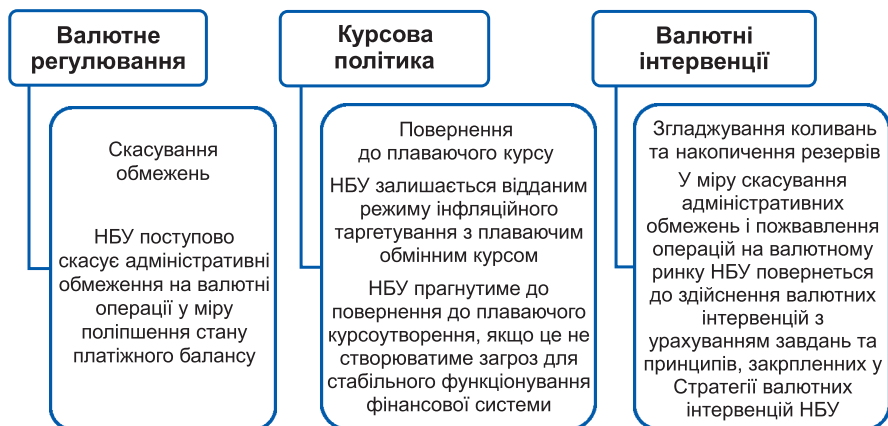 Валютне
регулювання
Скасування
обмежень
НБУ поступово
скасує адміністративні
обмеження на валютні
операції у міру
поліпшення стану
платіжного балансу
Курсова
політика
Повернення
до плаваючого курсу
НБУ залишається відданим
режиму інфляційного
таргетування з плаваючим
обмінним курсом
НБУ прагнутиме до
повернення до плаваючого
курсоутворення, якщо це не
створюватиме загроз для
стабільного функціонування
фінансової системи
Валютні
інтервенції
Згладжування коливань
та накопичення резервів
У міру скасування
адміністративних
обмежень і пожвавлення
операцій на валютному
ринку НБУ повернеться
до здійснення валютних
інтервенцій з
урахуванням завдань та
принципів, закрпленних у
Стратегії валютних
інтервенцій НБУ